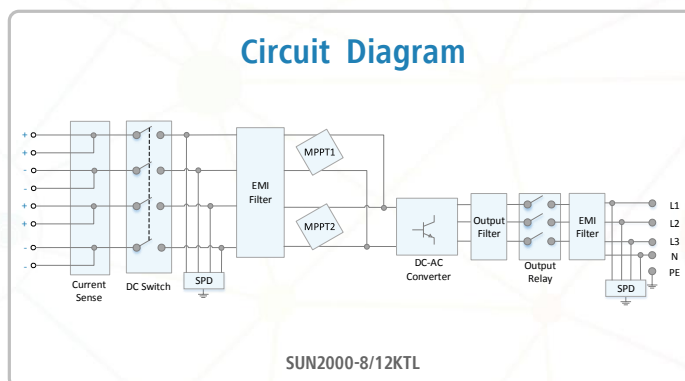 Circuit Diagram
+
+
-
-
+
+
-
-
Current
Sense
DC Switch
SPD
EMI
Filter
MPPT1
MPPT2
DC-AC
Converter
Output
Filter
Output
Relay
EMI
Filter
SPD
L1
L2
L3
N
PE
SUN2000-8/12KTL